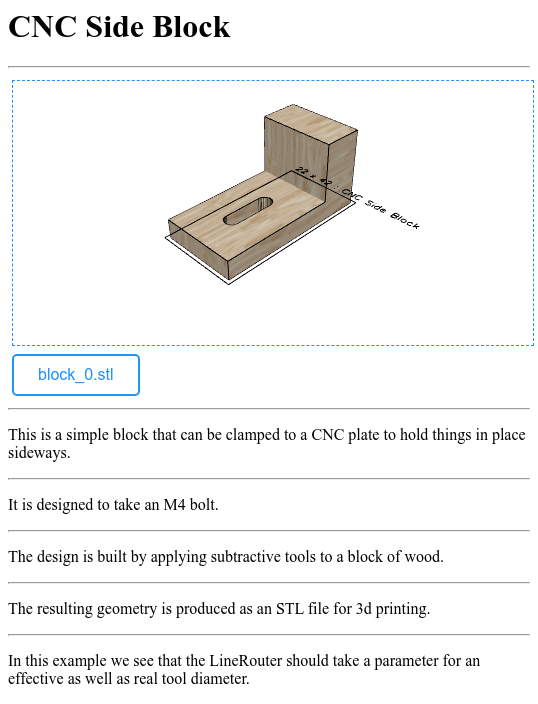 CNC Side Block
22 x 42 : CNC Side Block
block_0.stl
This is a simple block that can be clamped to a CNC plate to hold things in place
sideways.
It is designed to take an M4 bolt.
The design is built by applying subtractive tools to a block of wood.
The resulting geometry is produced as an STL file for 3d printing.
In this example we see that the LineRouter should take a parameter for an
effective as well as real tool diameter.